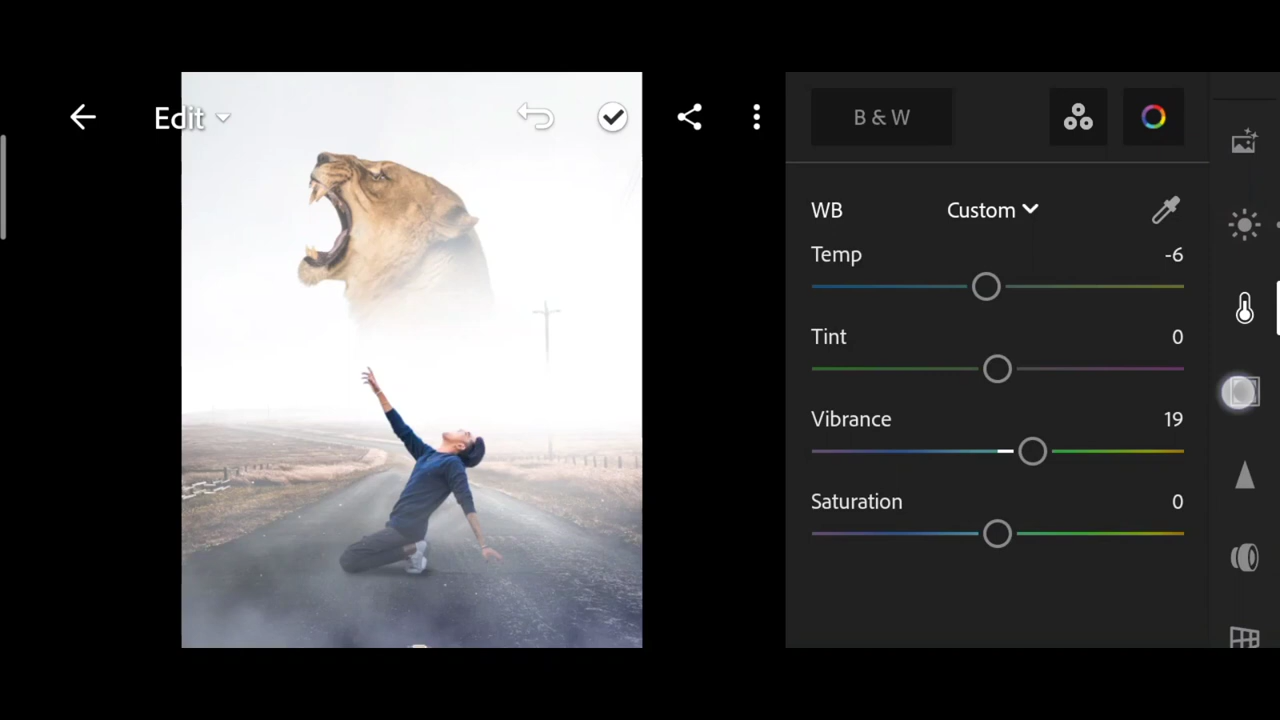 Edit
B & W
WB Custom
Temp -6
Tint 0
Vibrance 19
Saturation 0